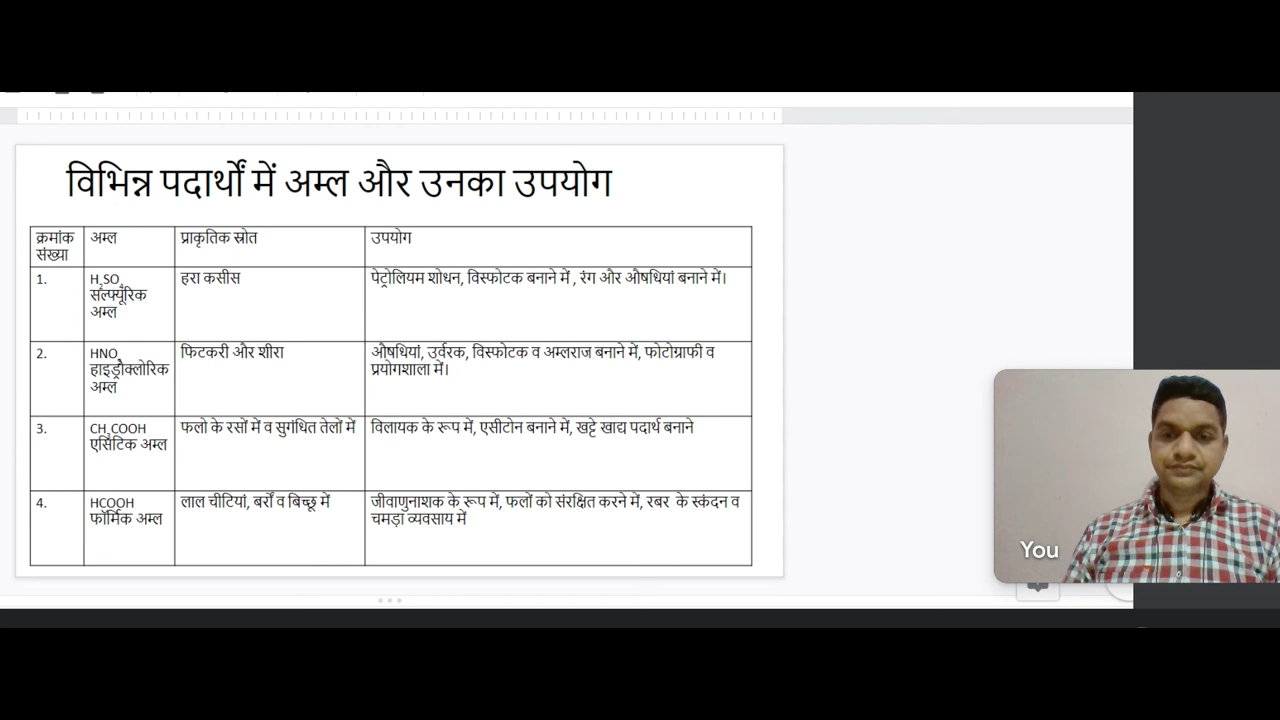 विभिन्न पदार्थों में अम्ल और उनका उपयोग
क्रमांक संख्या
अम्ल
प्राकृतिक स्रोत
उपयोग
1.
H2SO4
सल्फ्यूरिक
अम्ल
हरा कसीस
पेट्रोलियम शोधन, विस्फोटक बनाने में , रंग और औषधियां बनाने में।
2.
HNO3
हाइड्रोक्लोरिक
अम्ल
फिटकरी और शीरा
औषधियां, उर्वरक, विस्फोटक व अम्लराज बनाने में, फोटोग्राफी व
प्रयोगशाला में।
3.
CH3COOH
एसिटिक अम्ल
फलो के रसों में व सुगंधित तेलों में
विलायक के रूप में, एसीटोन बनाने में, खट्टे खाद्य पदार्थ बनाने
4.
HCOOH
फॉर्मिक अम्ल
लाल चीटियां, बर्रों व बिच्छू में
जीवाणुनाशक के रूप में, फलों को संरक्षित करने में, रबर के स्कंदन व
चमड़ा व्यवसाय में
You